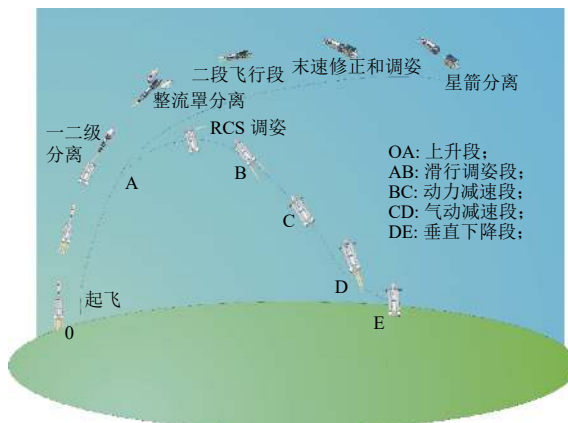 二段飞行段
末速修正和调姿
星箭分离
整流罩分离
一二级
分离
RCS 调姿
A
B
C
D
E
OA: 上升段；
AB: 滑行调姿段；
BC: 动力减速段；
CD: 气动减速段；
DE: 垂直下降段；
起飞
0